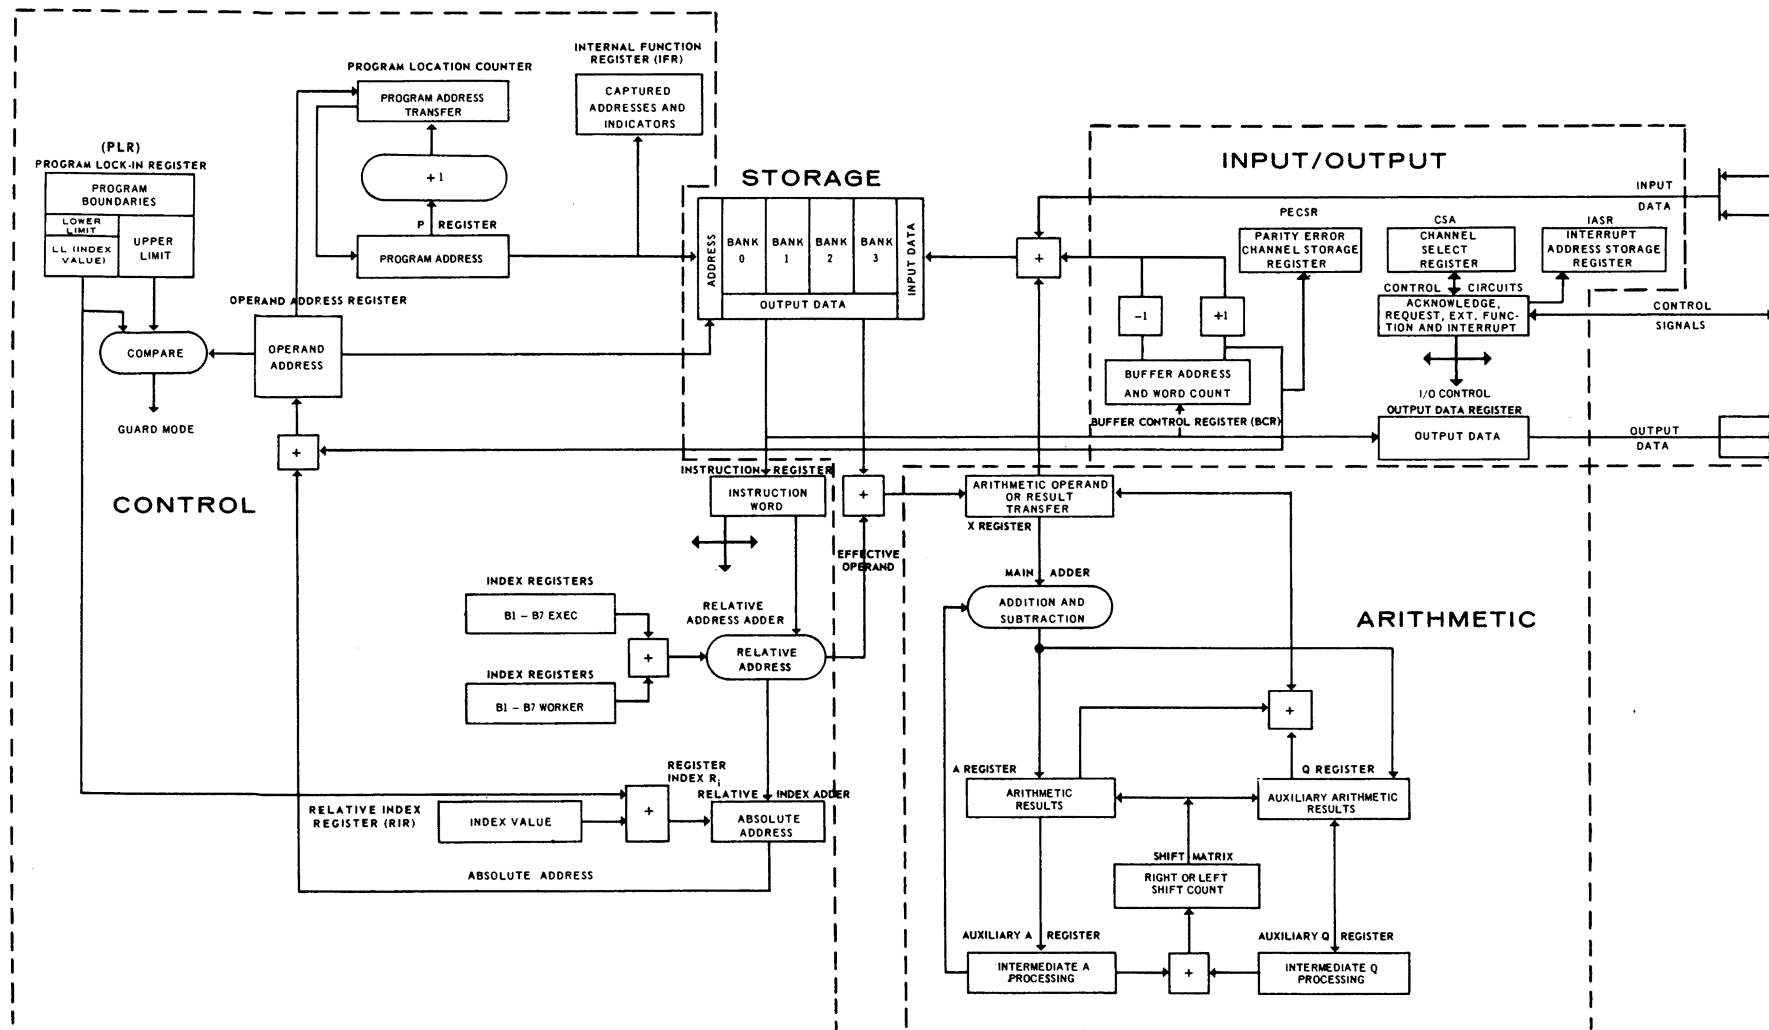 INTERNAL FUNCTION
REGISTER (IFR)
CAPTURED
ADDRESSES AND
INDICATORS
PROGRAM LOCATION COUNTER
PROGRAM ADDRESS
TRANSFER
+1
P REGISTER
PROGRAM ADDRESS
(PLR)
PROGRAM LOCK-IN REGISTER
PROGRAM
BOUNDARIES
LOWER
LIMIT
LL (INDEX
VALUE)
UPPER
LIMIT
OPERAND ADDRESS REGISTER
OPERAND
ADDRESS
COMPARE
GUARD MODE
+
CONTROL
STORAGE
ADDRESS
BANK
0
BANK
1
BANK
2
BANK
3
INPUT DATA
OUTPUT DATA
INPUT/OUTPUT
INPUT
DATA
+
PECSR
PARITY ERROR
CHANNEL STORAGE
REGISTER
CSA
CHANNEL
SELECT
REGISTER
IASR
INTERRUPT
ADDRESS STORAGE
REGISTER
CONTROL CIRCUITS
ACKNOWLEDGE,
REQUEST, EXT. FUNC-
TION AND INTERRUPT
CONTROL
SIGNALS
-1
+1
BUFFER ADDRESS
AND WORD COUNT
BUFFER CONTROL REGISTER (BCR)
I/O CONTROL
OUTPUT DATA REGISTER
OUTPUT DATA
OUTPUT
DATA
INSTRUCTION REGISTER
INSTRUCTION
WORD
+
EFFECTIVE
OPERAND
ARITHMETIC OPERAND
OR RESULT
TRANSFER
X REGISTER
MAIN ADDER
ADDITION AND
SUBTRACTION
ARITHMETIC
INDEX REGISTERS
B1 – B7 EXEC
RELATIVE
ADDRESS ADDER
+
RELATIVE
ADDRESS
INDEX REGISTERS
B1 – B7 WORKER
+
REGISTER
INDEX Ri
RELATIVE INDEX ADDER
RELATIVE INDEX
REGISTER (RIR)
INDEX VALUE
+
ABSOLUTE
ADDRESS
ABSOLUTE ADDRESS
A REGISTER
ARITHMETIC
RESULTS
Q REGISTER
AUXILIARY ARITHMETIC
RESULTS
SHIFT MATRIX
RIGHT OR LEFT
SHIFT COUNT
AUXILIARY A REGISTER
INTERMEDIATE A
PROCESSING
+
AUXILIARY Q REGISTER
INTERMEDIATE Q
PROCESSING